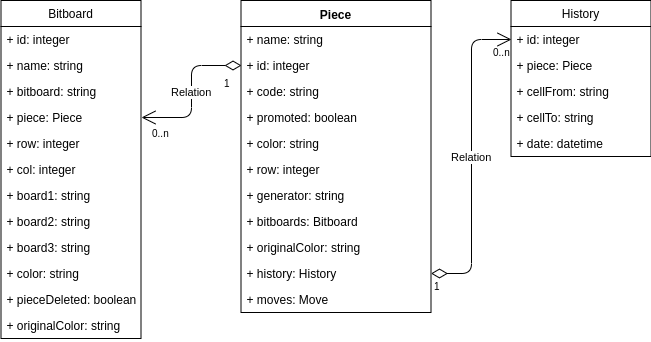 Bitboard
+ id: integer
+ name: string
+ bitboard: string
+ piece: Piece
+ row: integer
+ col: integer
+ board1: string
+ board2: string
+ board3: string
+ color: string
+ pieceDeleted: boolean
+ originalColor: string
Relation
1
0..n
Piece
+ name: string
+ id: integer
+ code: string
+ promoted: boolean
+ color: string
+ row: integer
+ generator: string
+ bitboards: Bitboard
+ originalColor: string
+ history: History
+ moves: Move
Relation
1
0..n
History
+ id: integer
+ piece: Piece
+ cellFrom: string
+ cellTo: string
+ date: datetime